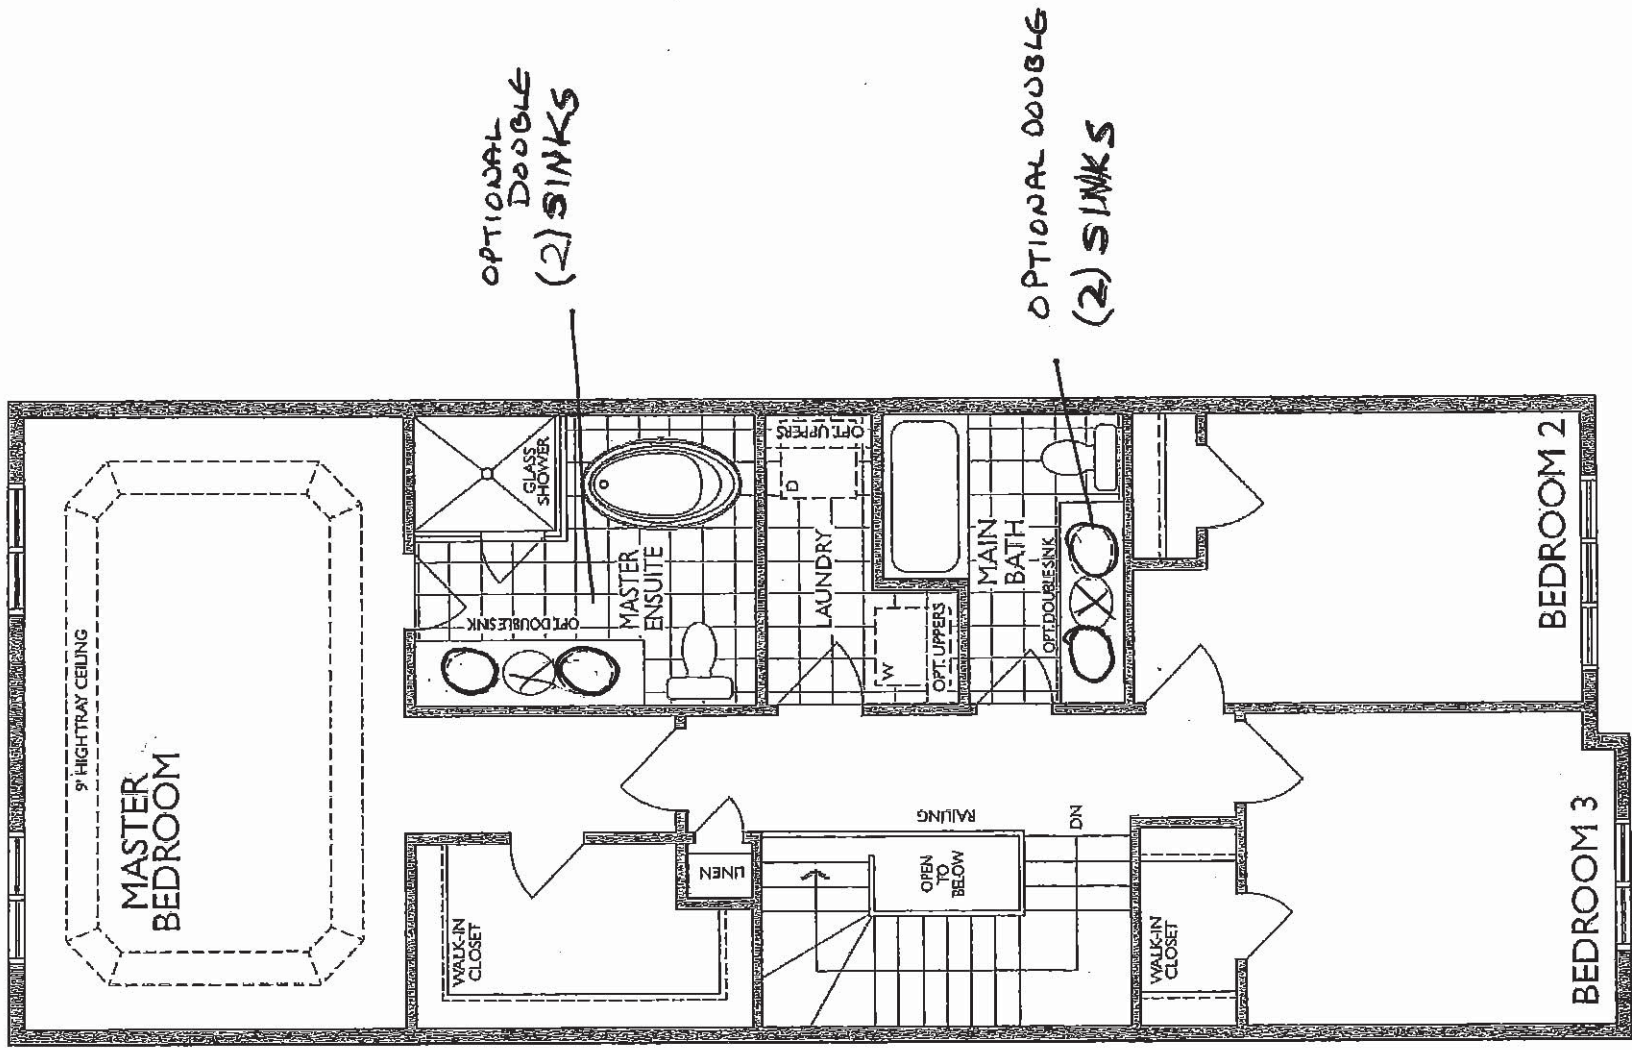 OPTIONAL
DOUBLE
(2) SINKS
OPTIONAL DOUBLE
(2) SINKS
9' HIGH TRAY CEILING
MASTER
BEDROOM
GLASS
SHOWER
OPT. DOUBLE SINK
MASTER
ENSUITE
WALK-IN
CLOSET
LINEN
OPT. UPPERS
D
LAUNDRY
W
OPT. UPPERS
MAIN
BATH
OPT. DOUBLE SINK
RAILING
OPEN
TO
BELOW
DN
WALK-IN
CLOSET
BEDROOM 2
BEDROOM 3